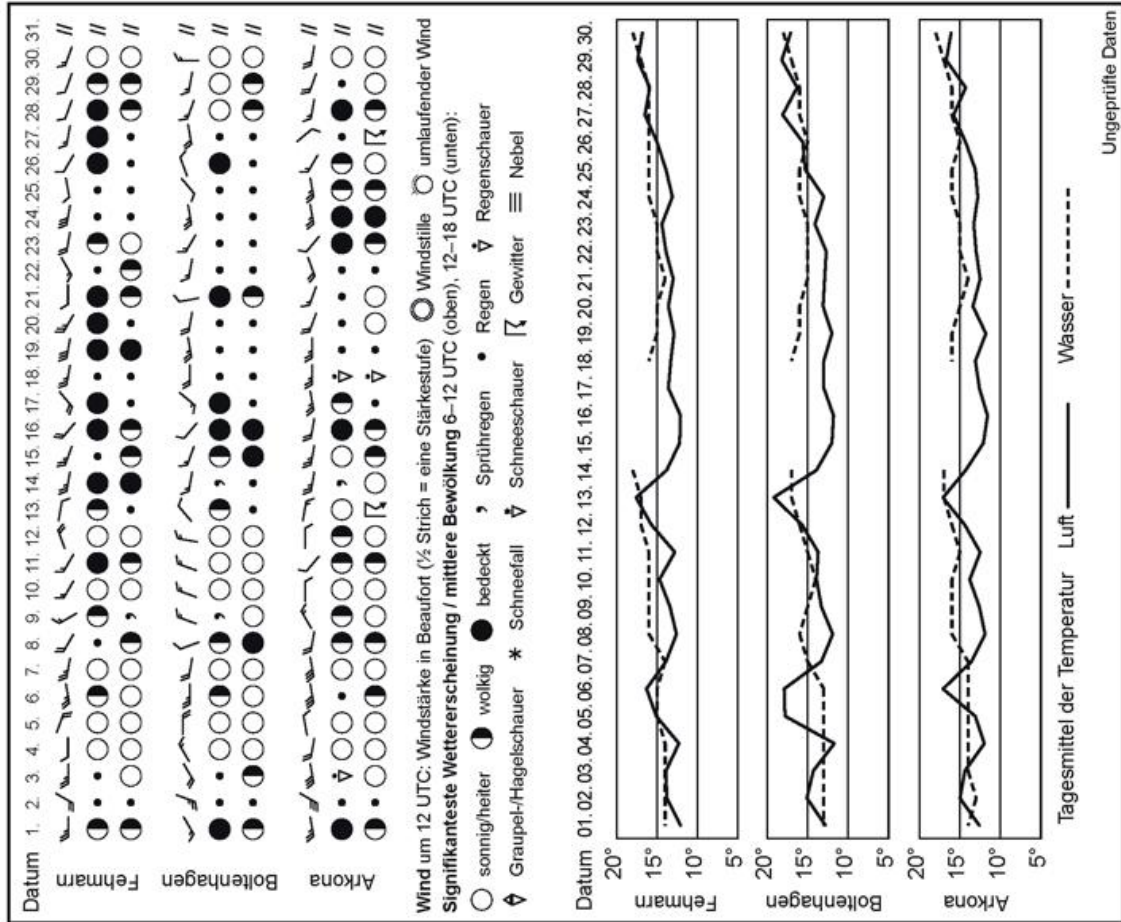 Datum 1. 2. 3. 4. 5. 6. 7. 8. 9. 10. 11. 12. 13. 14. 15. 16. 17. 18. 19. 20. 21. 22. 23. 24. 25. 26. 27. 28. 29. 30. 31.
Fehmarn
Boltenhagen
Arkona
Wind um 12 UTC: Windstärke in Beaufort (½ Strich = eine Stärkestufe) Windstille umlaufender Wind
Signifikanteste Wettererscheinung / mittlere Bewölkung 6–12 UTC (oben), 12–18 UTC (unten):
sonnig/heiter wolkig bedeckt Sprühregen Regen Regenschauer
Graupel-/Hagelschauer Schneefall Schneeschauer Gewitter Nebel
Datum 01. 02. 03. 04. 05. 06. 07. 08. 09. 10. 11. 12. 13. 14. 15. 16. 17. 18. 19. 20. 21. 22. 23. 24. 25. 26. 27. 28. 29. 30.
Fehmarn
20°
15°
10°
5°
Boltenhagen
20°
15°
10°
5°
Arkona
20°
15°
10°
5°
Tagesmittel der Temperatur Luft Wasser
Ungeprüfte Daten